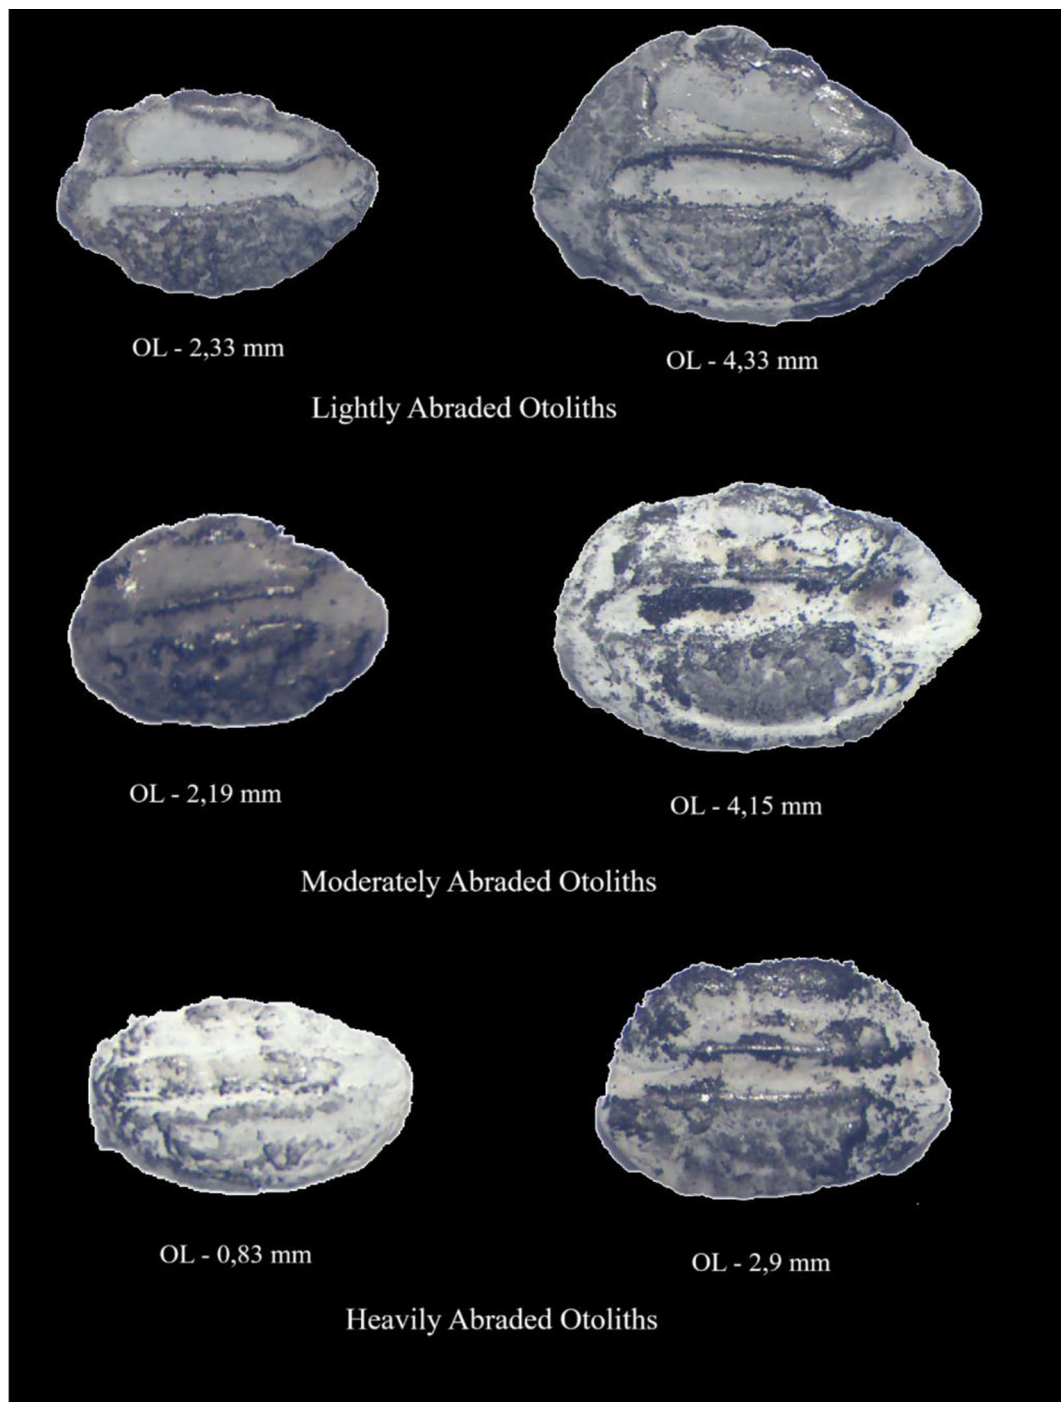 OL - 2,33 mm
OL - 4,33 mm
Lightly Abraded Otoliths
OL - 2,19 mm
OL - 4,15 mm
Moderately Abraded Otoliths
OL - 0,83 mm
OL - 2,9 mm
Heavily Abraded Otoliths